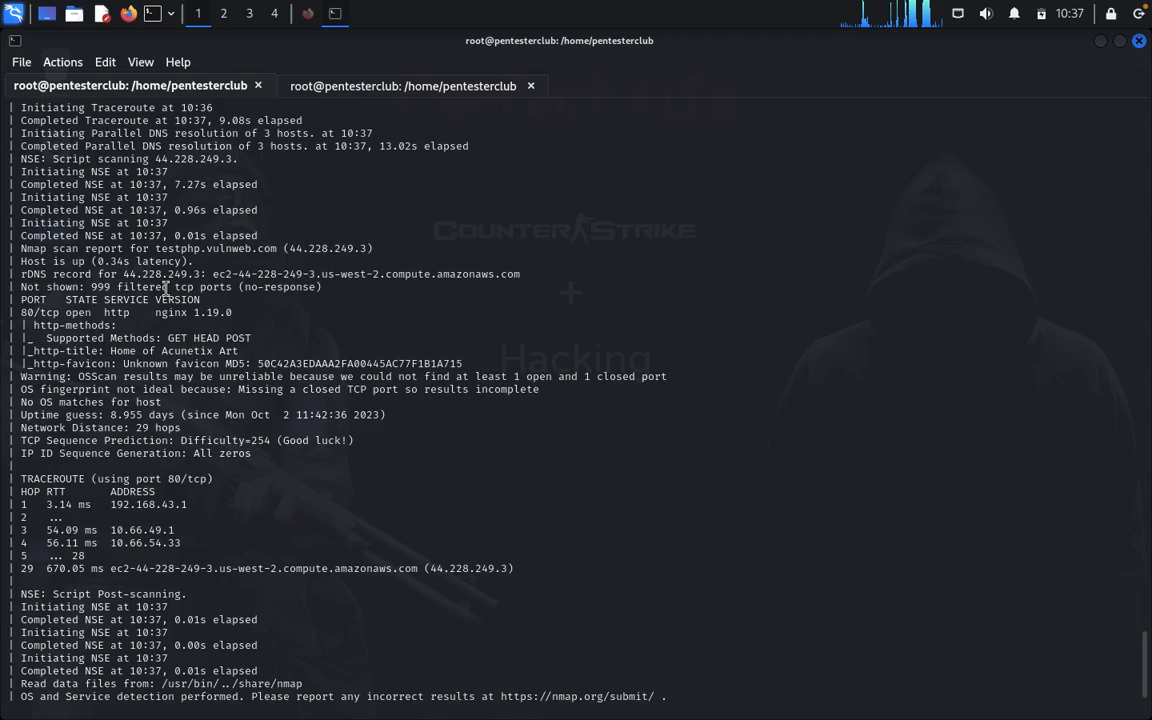 1 2 3 4 10:37
root@pentesterclub: /home/pentesterclub
File Actions Edit View Help
root@pentesterclub: /home/pentesterclub × root@pentesterclub: /home/pentesterclub ×
| Initiating Traceroute at 10:36
| Completed Traceroute at 10:37, 9.08s elapsed
| Initiating Parallel DNS resolution of 3 hosts. at 10:37
| Completed Parallel DNS resolution of 3 hosts. at 10:37, 13.02s elapsed
| NSE: Script scanning 44.228.249.3.
| Initiating NSE at 10:37
| Completed NSE at 10:37, 7.27s elapsed
| Initiating NSE at 10:37
| Completed NSE at 10:37, 0.96s elapsed
| Initiating NSE at 10:37
| Completed NSE at 10:37, 0.01s elapsed
| Nmap scan report for testphp.vulnweb.com (44.228.249.3)
| Host is up (0.34s latency).
| rDNS record for 44.228.249.3: ec2-44-228-249-3.us-west-2.compute.amazonaws.com
| Not shown: 999 filtered tcp ports (no-response)
| PORT   STATE SERVICE VERSION
| 80/tcp open  http    nginx 1.19.0
| | http-methods:
| |_  Supported Methods: GET HEAD POST
| |_http-title: Home of Acunetix Art
| |_http-favicon: Unknown favicon MD5: 50C42A3EDAAA2FA00445AC77F1B1A715
| Warning: OSScan results may be unreliable because we could not find at least 1 open and 1 closed port
| OS fingerprint not ideal because: Missing a closed TCP port so results incomplete
| No OS matches for host
| Uptime guess: 8.955 days (since Mon Oct  2 11:42:36 2023)
| Network Distance: 29 hops
| TCP Sequence Prediction: Difficulty=254 (Good luck!)
| IP ID Sequence Generation: All zeros
|
| TRACEROUTE (using port 80/tcp)
| HOP RTT       ADDRESS
| 1   3.14 ms   192.168.43.1
| 2   ...
| 3   54.09 ms  10.66.49.1
| 4   56.11 ms  10.66.54.33
| 5   ... 28
| 29  670.05 ms ec2-44-228-249-3.us-west-2.compute.amazonaws.com (44.228.249.3)
|
| NSE: Script Post-scanning.
| Initiating NSE at 10:37
| Completed NSE at 10:37, 0.01s elapsed
| Initiating NSE at 10:37
| Completed NSE at 10:37, 0.00s elapsed
| Initiating NSE at 10:37
| Completed NSE at 10:37, 0.01s elapsed
| Read data files from: /usr/bin/../share/nmap
| OS and Service detection performed. Please report any incorrect results at https://nmap.org/submit/ .
COUNTER STRIKE
+
Hacking